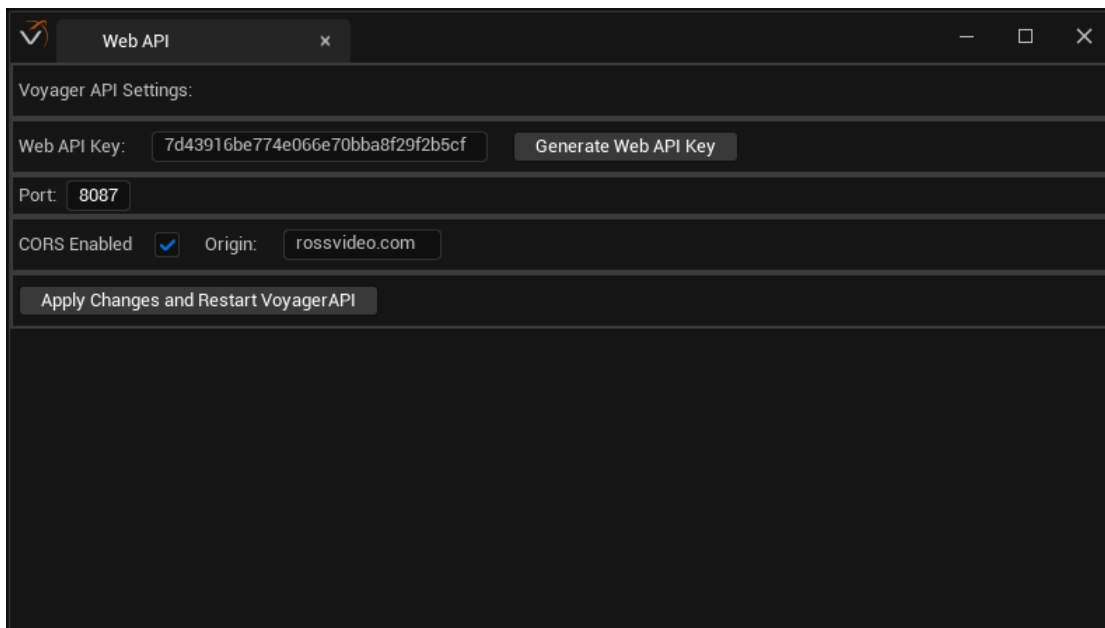 Web API
Voyager API Settings:
Web API Key: 7d43916be774e066e70bba8f29f2b5cf Generate Web API Key
Port: 8087
CORS Enabled Origin: rossvideo.com
Apply Changes and Restart VoyagerAPI